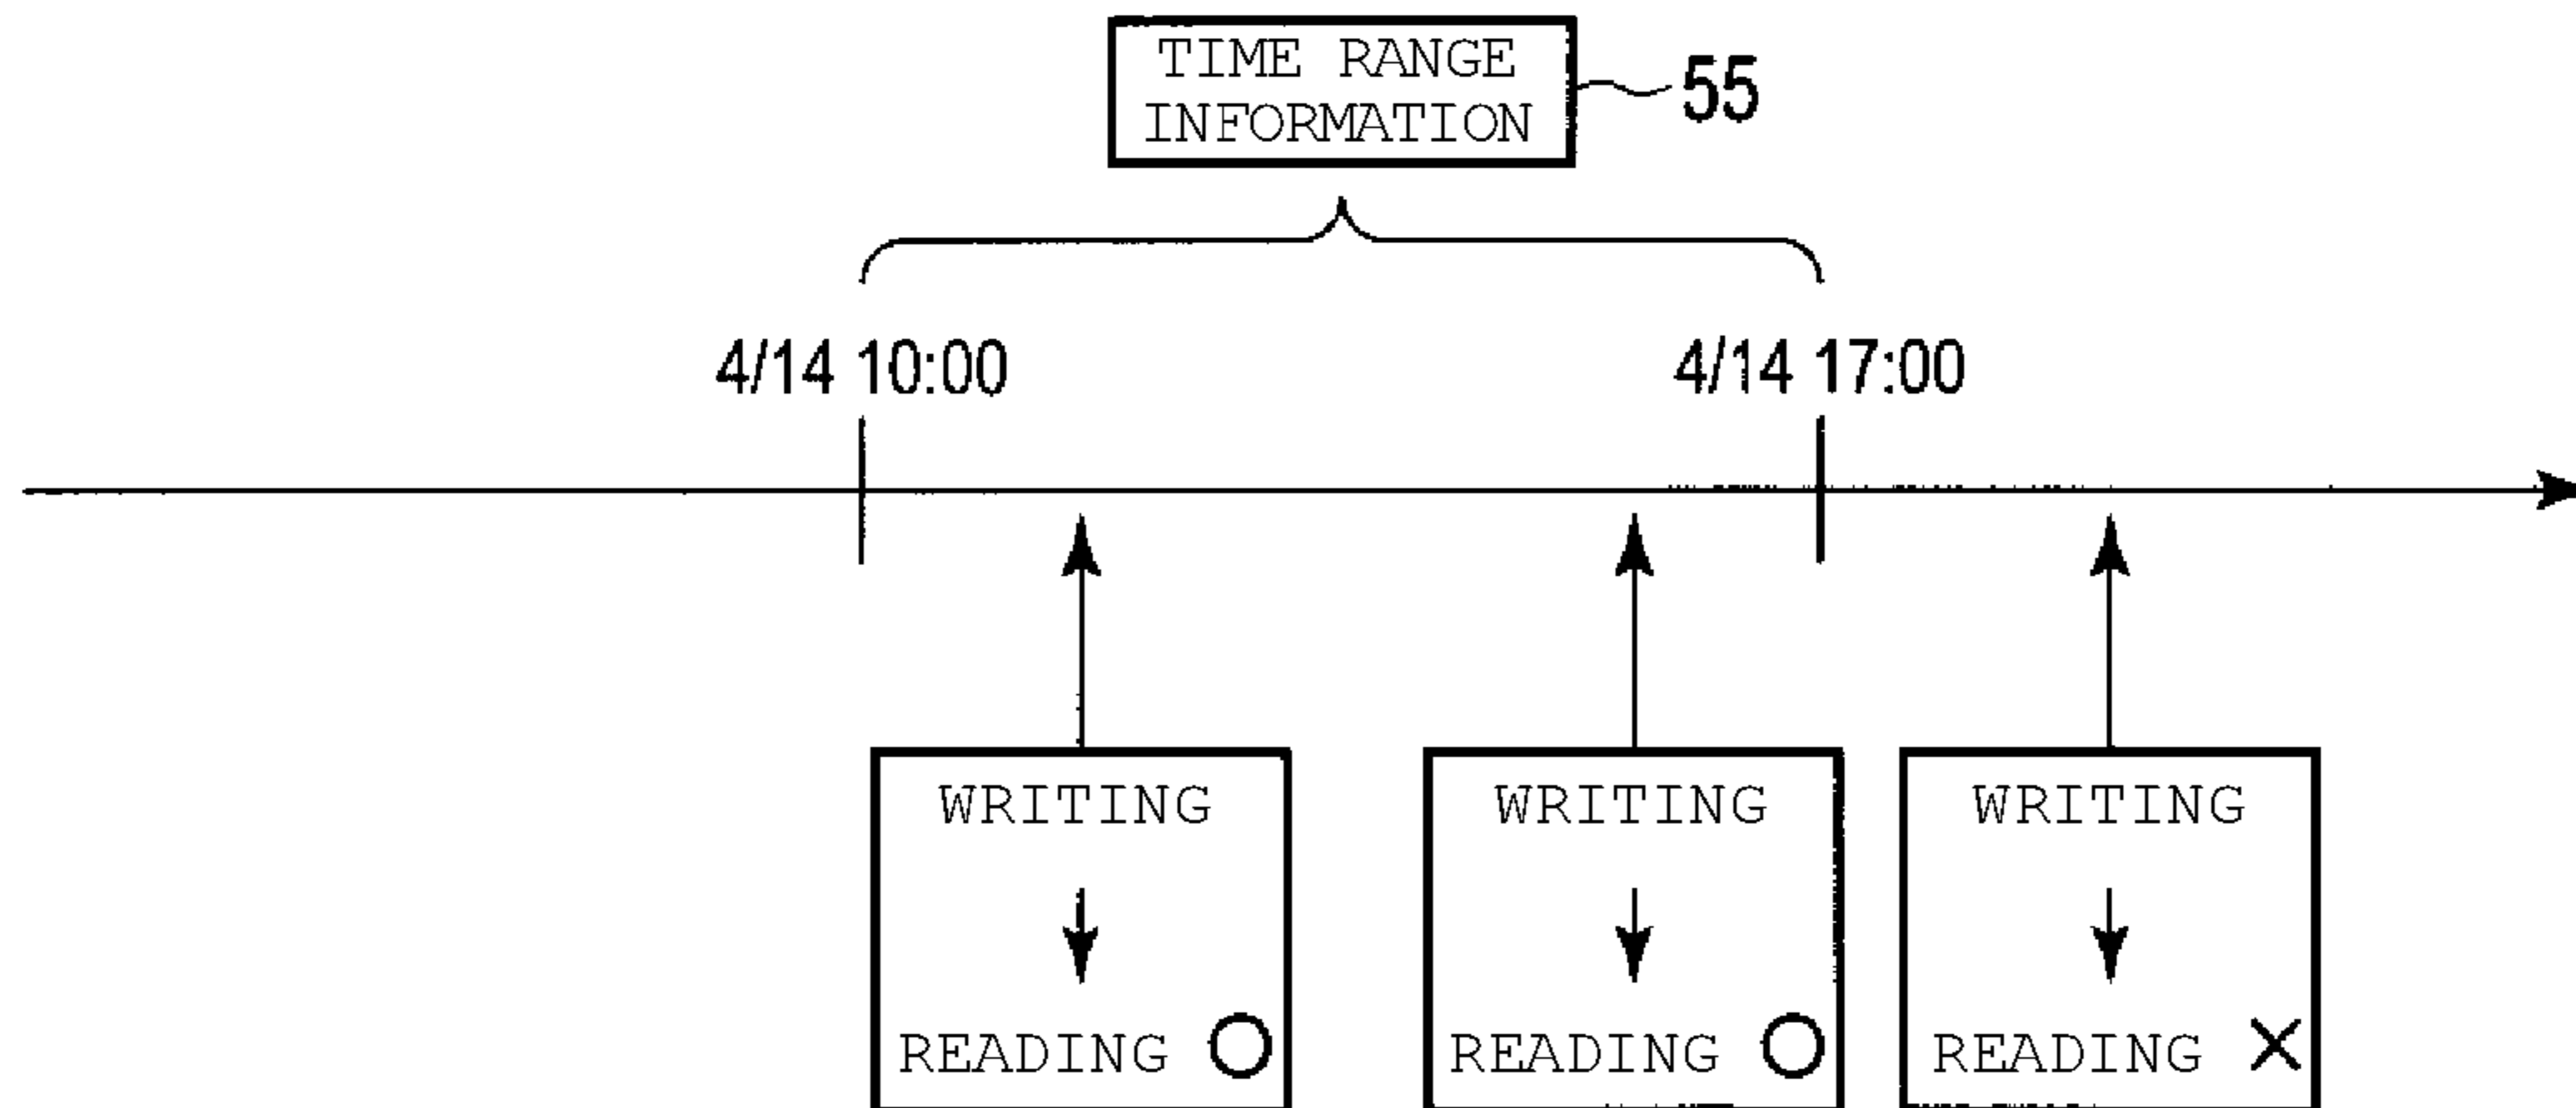 TIME RANGE
INFORMATION
55
4/14 10:00
4/14 17:00
WRITING
READING ○
WRITING
READING ○
WRITING
READING ×